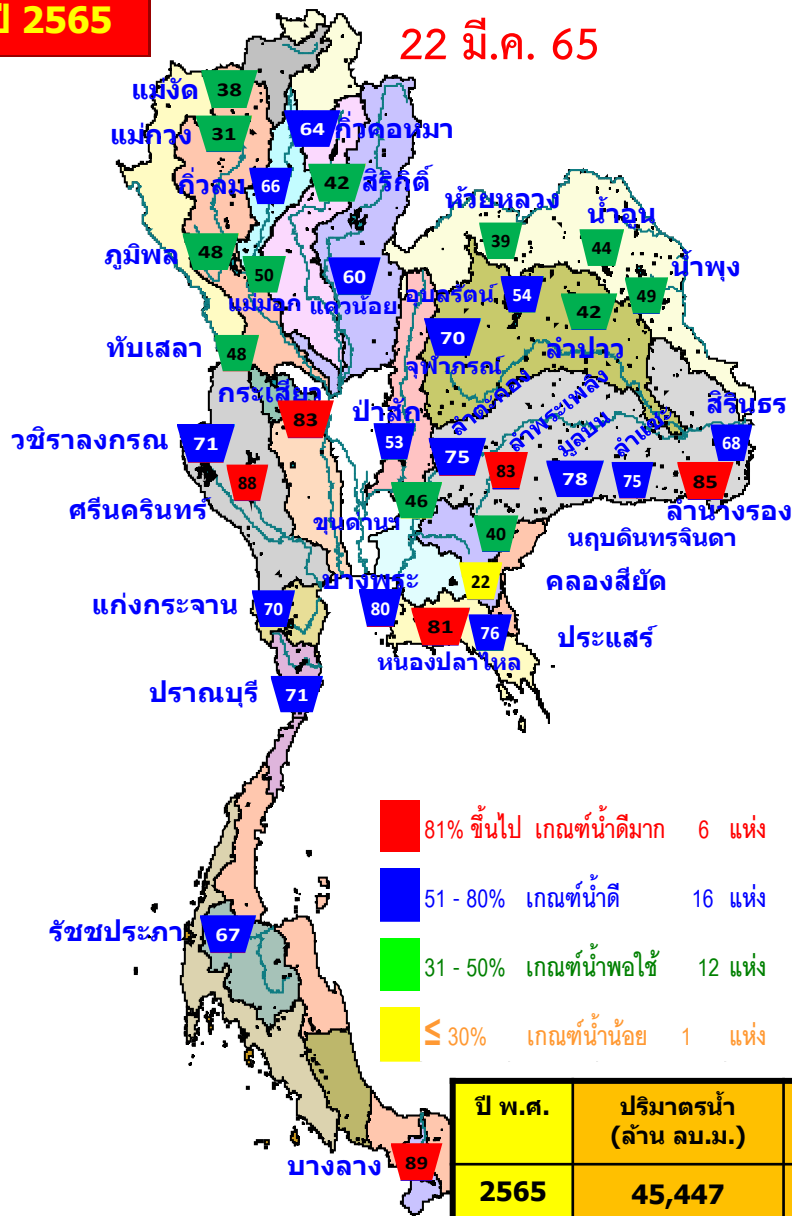 ปี 2565
22 มี.ค. 65
แม่งัด 38
แม่กวง 31
64 กิ่วคอหมา
กิ่วลม 66
42 สิริกิติ์
ห้วยหลวง
39
น้ำอูน
44
ภูมิพล 48
50
แม่มอก
60
แควน้อย
อุบลรัตน์ 54
น้ำพุง
49
42
ลำปาว
70
จุฬาภรณ์
ทับเสลา
48
กระเสียว
83
ป่าสัก
53
ลำตะคอง
75
ลำพระเพลิง
83
มูลบน
78
ลำแชะ
75
สิรินธร
68
วชิราลงกรณ 71
88
ศรีนครินทร์
85
ลำนางรอง
46
ขุนด่านฯ
40
นฤบดินทรจินดา
22
คลองสียัด
บางพระ
80
แก่งกระจาน 70
81
หนองปลาไหล
76
ประแสร์
ปราณบุรี 71
81% ขึ้นไป เกณฑ์น้ำดีมาก 6 แห่ง
51 - 80% เกณฑ์น้ำดี 16 แห่ง
รัชชประภา 67
31 - 50% เกณฑ์น้ำพอใช้ 12 แห่ง
≤ 30% เกณฑ์น้ำน้อย 1 แห่ง
บางลาง 89
ปี พ.ศ. ปริมาตรน้ำ
(ล้าน ลบ.ม.)
2565 45,447